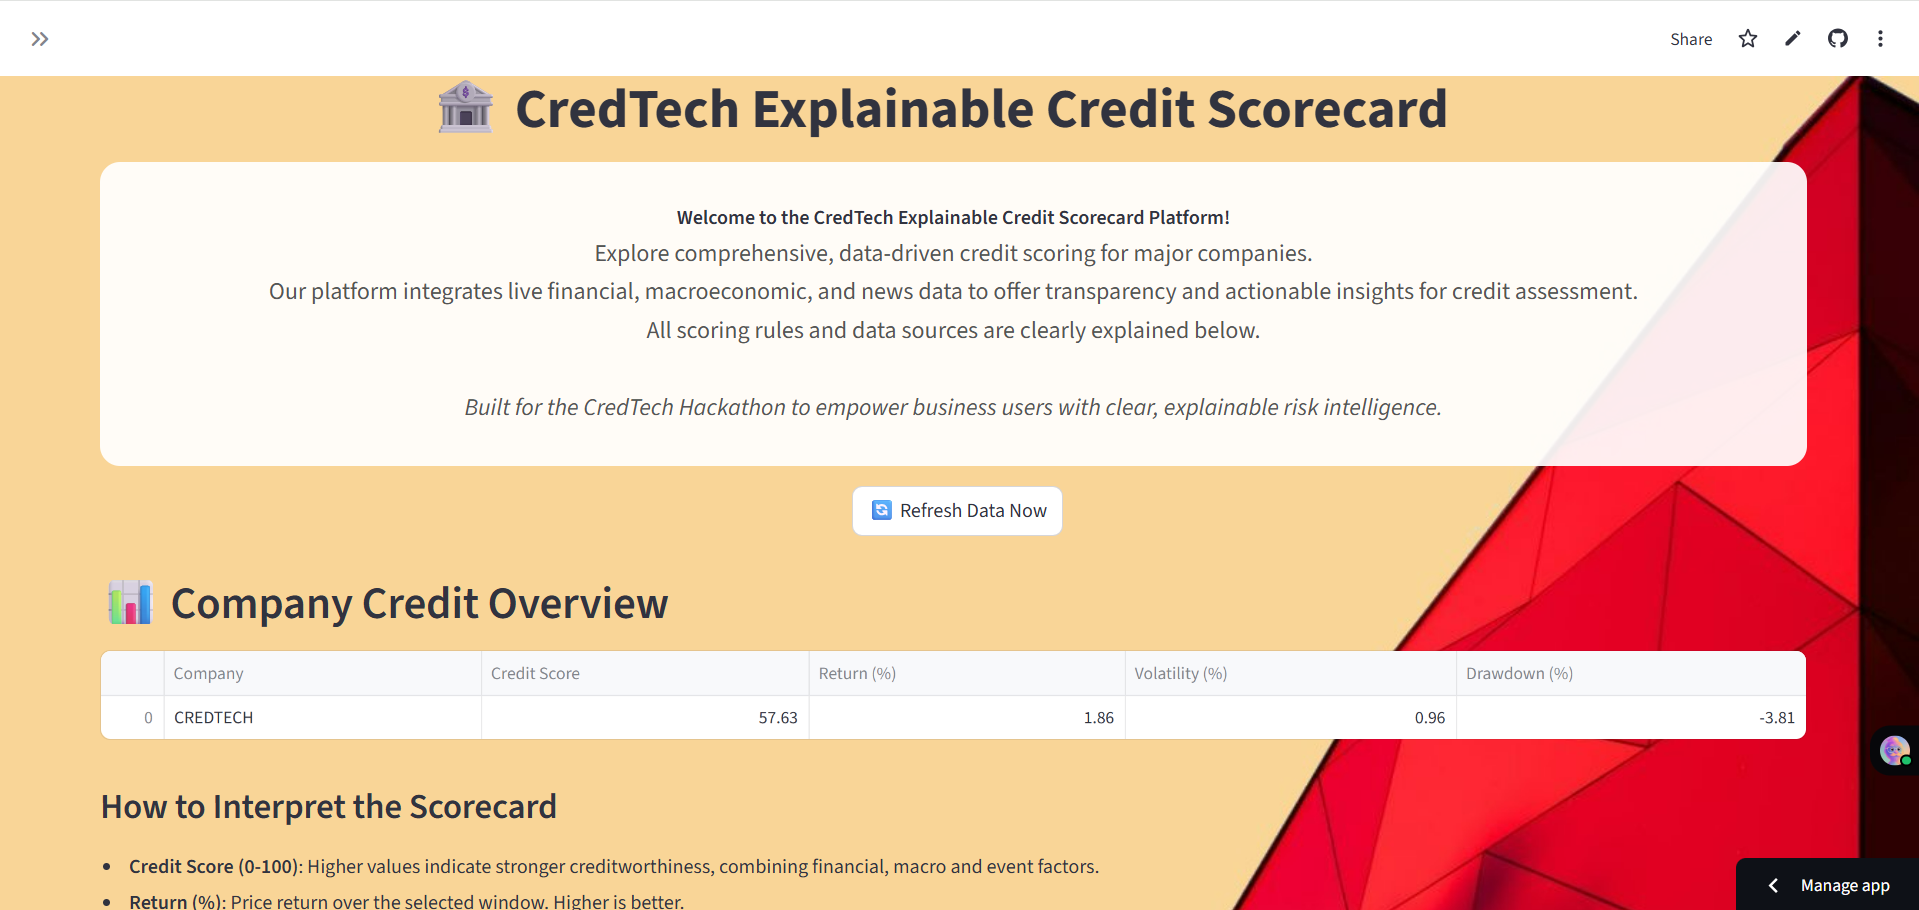 Share
CredTech Explainable Credit Scorecard
Welcome to the CredTech Explainable Credit Scorecard Platform!
Explore comprehensive, data-driven credit scoring for major companies.
Our platform integrates live financial, macroeconomic, and news data to offer transparency and actionable insights for credit assessment.
All scoring rules and data sources are clearly explained below.
Built for the CredTech Hackathon to empower business users with clear, explainable risk intelligence.
Refresh Data Now
Company Credit Overview
Company Credit Score Return (%) Volatility (%) Drawdown (%)
0 CREDTECH 57.63 1.86 0.96 -3.81
How to Interpret the Scorecard
• Credit Score (0-100): Higher values indicate stronger creditworthiness, combining financial, macro and event factors.
• Return (%): Price return over the selected window. Higher is better.
Manage app